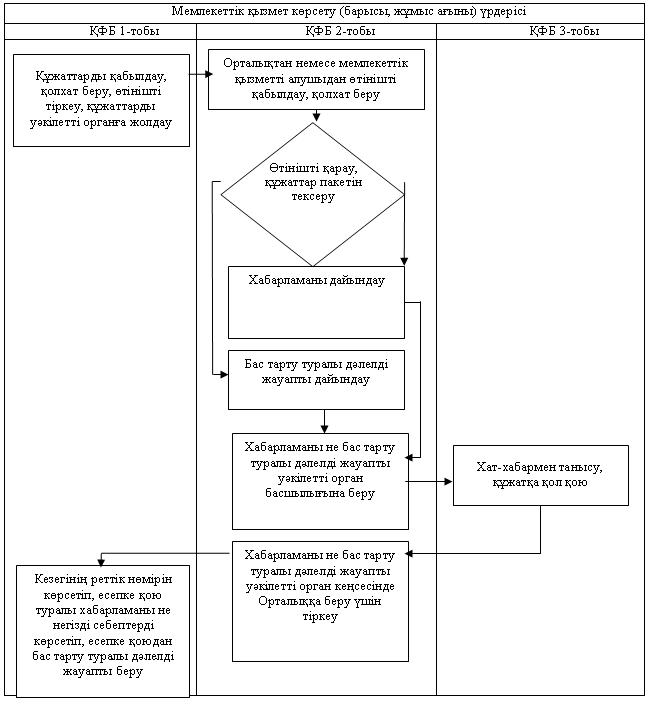 Мемлекеттік қызмет көрсету (барысы, жұмыс ағыны) үрдерісі
ҚФБ 1-тобы
ҚФБ 2-тобы
ҚФБ 3-тобы
Құжаттарды қабылдау,
қолхат беру, өтінішті
тіркеу, құжаттарды
уәкілетті органға жолдау
Орталықтан немесе мемлекеттік
қызметті алушыдан өтінішті
қабылдау, қолхат беру
Өтінішті қарау,
құжаттар пакетін
тексеру
Хабарламаны дайындау
Бас тарту туралы дәлелді
жауапты дайындау
Хабарламаны не бас тарту
туралы дәлелді жауапты
уәкілетті орган
басшылығына беру
Хат-хабармен танысу,
құжатқа қол қою
Хабарламаны не бас тарту
туралы дәлелді жауапты
уәкілетті орган кеңсесінде
Орталыққа беру үшін
тіркеу
Кезегінің реттік нөмірін
көрсетіп, есепке қою
туралы хабарламаны не
негізді себептерді
көрсетіп, есепке қоюдан
бас тарту туралы дәлелді
жауапты беру